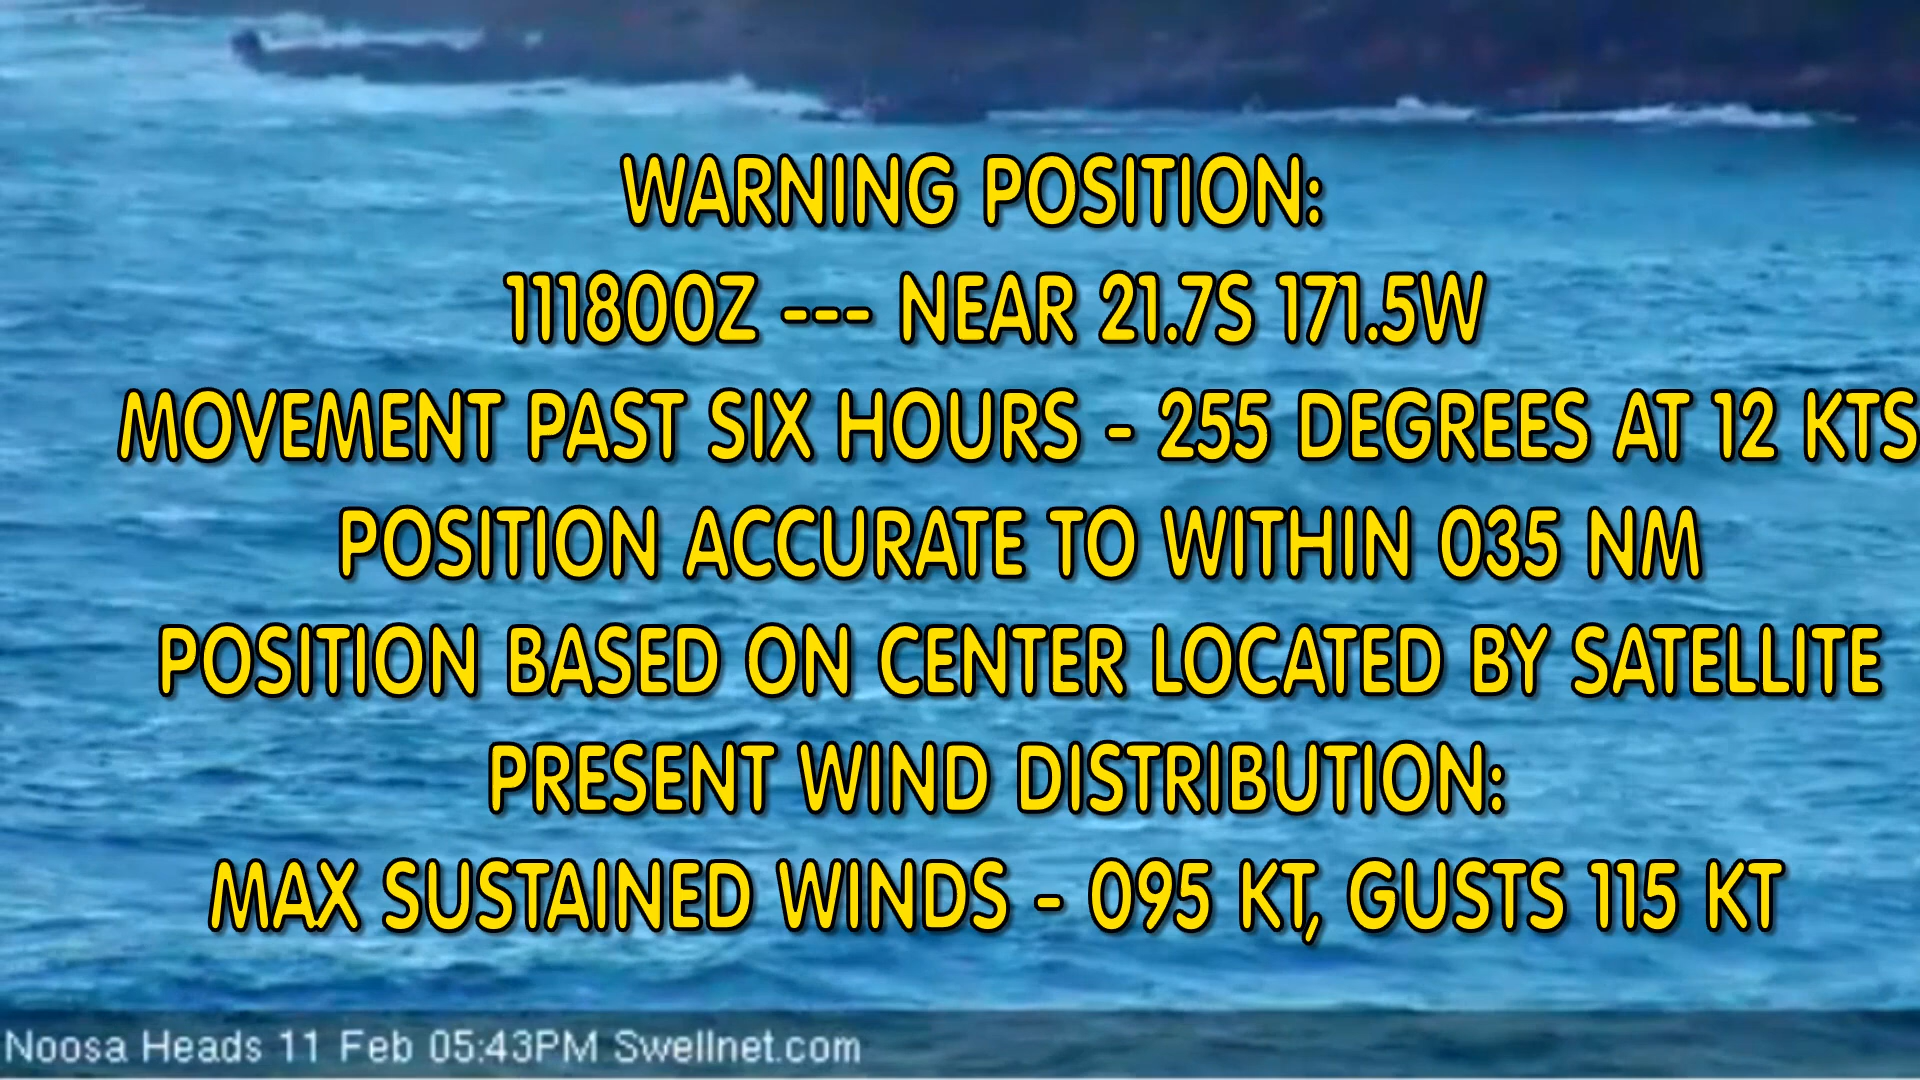 WARNING POSITION:
111800Z --- NEAR 21.7S 171.5W
MOVEMENT PAST SIX HOURS - 255 DEGREES AT 12 KTS
POSITION ACCURATE TO WITHIN 035 NM
POSITION BASED ON CENTER LOCATED BY SATELLITE
PRESENT WIND DISTRIBUTION:
MAX SUSTAINED WINDS - 095 KT, GUSTS 115 KT
Noosa Heads 11 Feb 05:43PM Swellnet.com